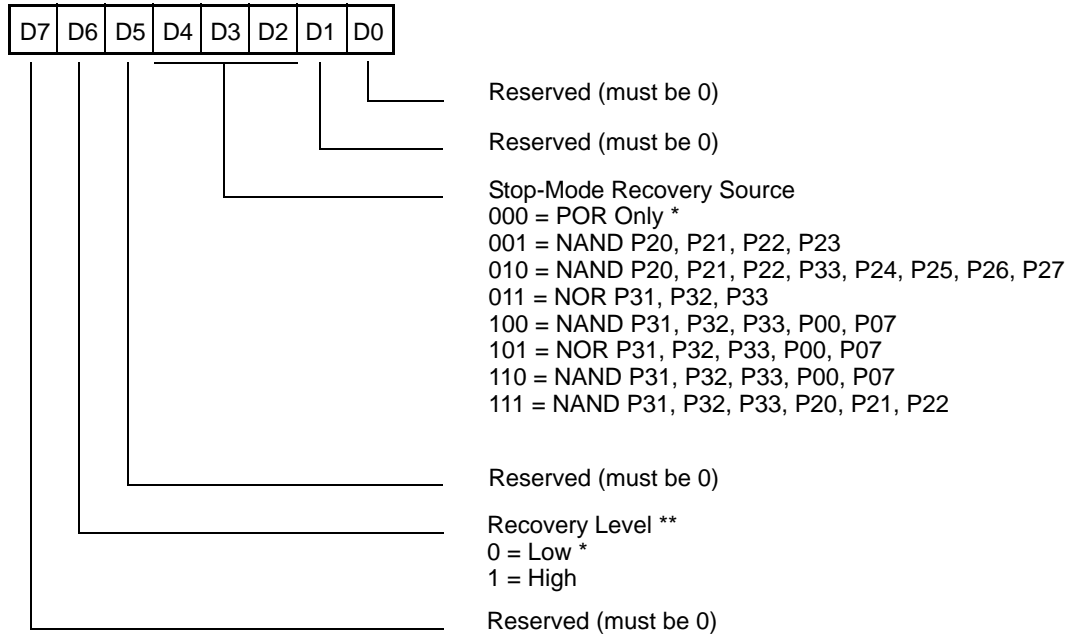 D7 D6 D5 D4 D3 D2 D1 D0
Reserved (must be 0)
Reserved (must be 0)
Stop-Mode Recovery Source
000 = POR Only *
001 = NAND P20, P21, P22, P23
010 = NAND P20, P21, P22, P33, P24, P25, P26, P27
011 = NOR P31, P32, P33
100 = NAND P31, P32, P33, P00, P07
101 = NOR P31, P32, P33, P00, P07
110 = NAND P31, P32, P33, P00, P07
111 = NAND P31, P32, P33, P20, P21, P22
Reserved (must be 0)
Recovery Level **
0 = Low *
1 = High
Reserved (must be 0)